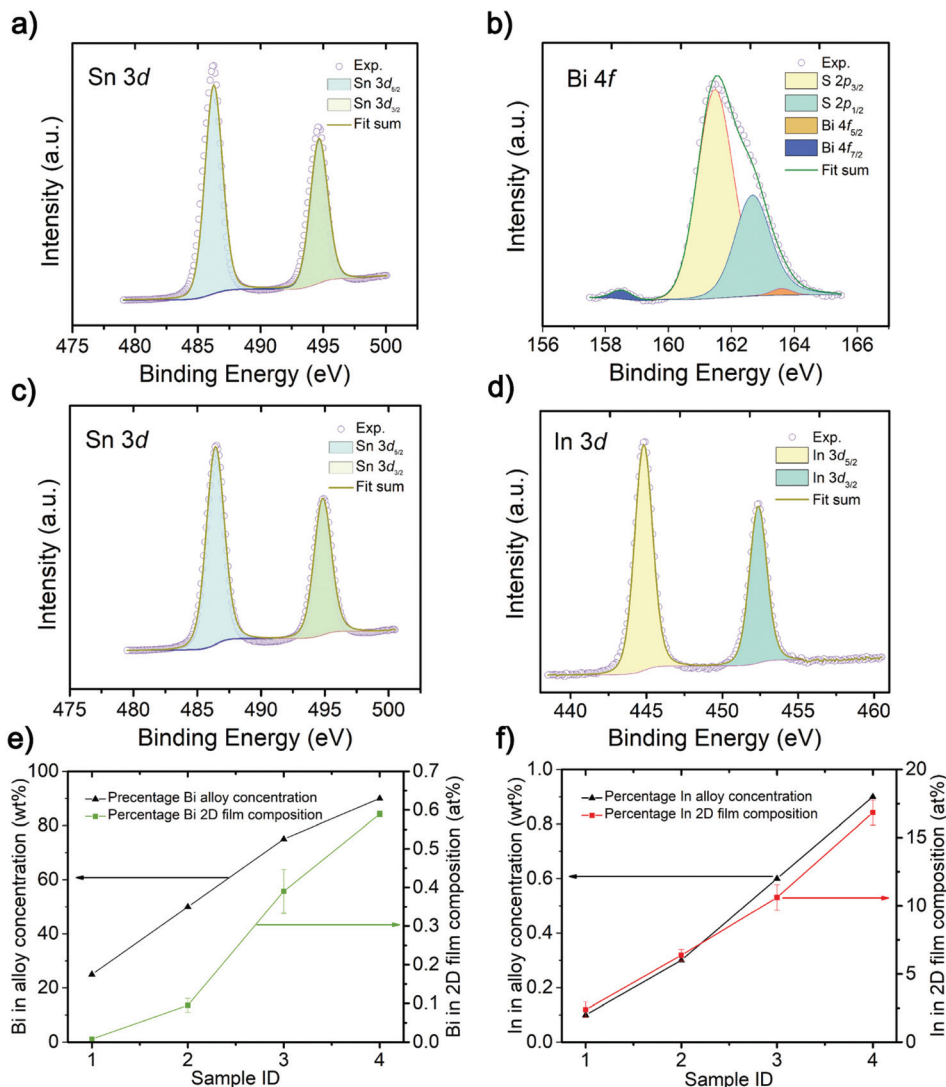 a)
Sn 3d
Exp.
Sn 3d5/2
Sn 3d3/2
Fit sum
Intensity (a.u.)
475 480 485 490 495 500
Binding Energy (eV)
b)
Bi 4f
Exp.
S 2p3/2
S 2p1/2
Bi 4f5/2
Bi 4f7/2
Fit sum
Intensity (a.u.)
156 158 160 162 164 166
Binding Energy (eV)
c)
Sn 3d
Exp.
Sn 3d5/2
Sn 3d3/2
Fit sum
Intensity (a.u.)
475 480 485 490 495 500
Binding Energy (eV)
d)
In 3d
Exp.
In 3d5/2
In 3d3/2
Fit sum
Intensity (a.u.)
440 445 450 455 460
Binding Energy (eV)
e)
Precentage Bi alloy concentration
Percentage Bi 2D film composition
Bi in alloy concentration (wt%)
100
80
60
40
20
0
Bi in 2D film composition (at%)
0.7
0.6
0.5
0.4
0.3
0.2
0.1
0.0
1 2 3 4
Sample ID
f)
Percentage In alloy concentration
Percentage In 2D film composition
In in alloy concentration (wt%)
1.0
0.8
0.6
0.4
0.2
0.0
In in 2D film composition (at%)
20
15
10
5
0
1 2 3 4
Sample ID